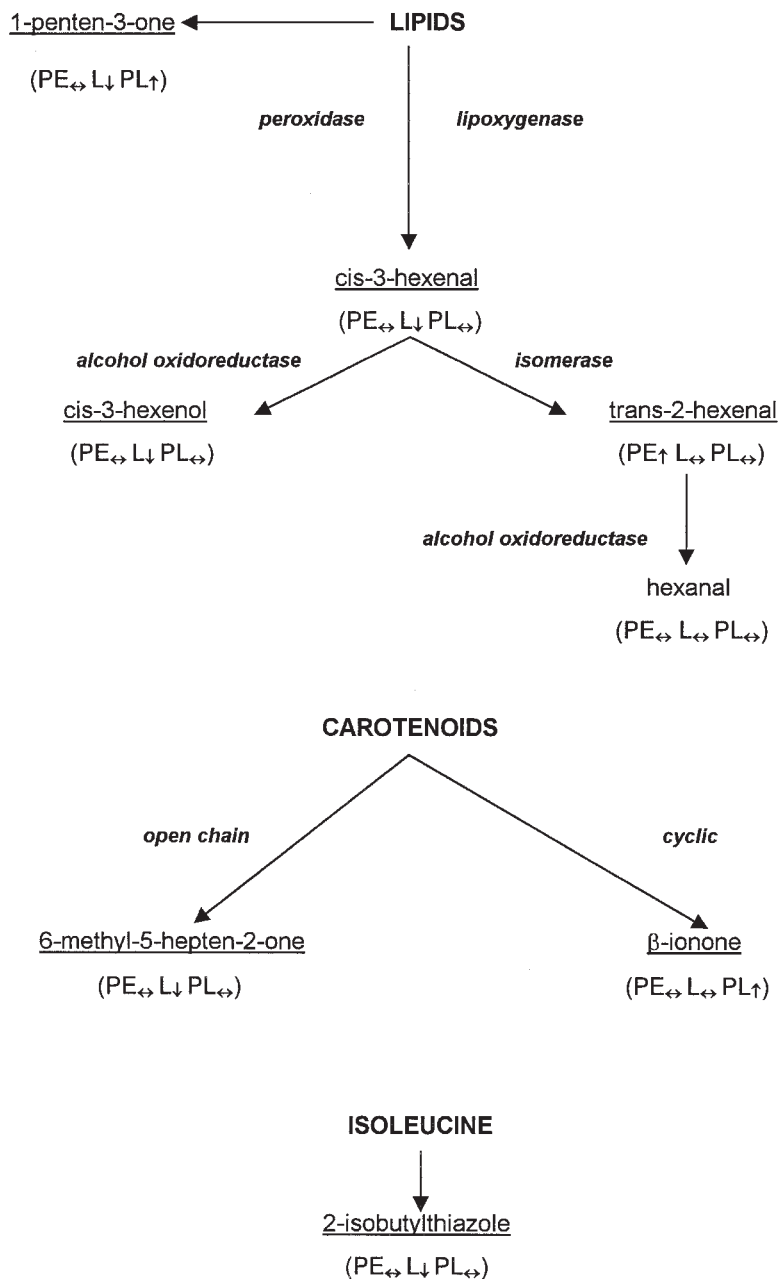 1-penten-3-one LIPIDS
(PE↔ L↓ PL↑)
peroxidase lipoxygenase
cis-3-hexenal
(PE↔ L↓ PL↔)
alcohol oxidoreductase isomerase
cis-3-hexenol trans-2-hexenal
(PE↔ L↓ PL↔) (PE↑ L↔ PL↔)
alcohol oxidoreductase
hexanal
(PE↔ L↔ PL↔)
CAROTENOIDS
open chain cyclic
6-methyl-5-hepten-2-one β-ionone
(PE↔ L↓ PL↔) (PE↔ L↔ PL↑)
ISOLEUCINE
2-isobutylthiazole
(PE↔ L↓ PL↔)